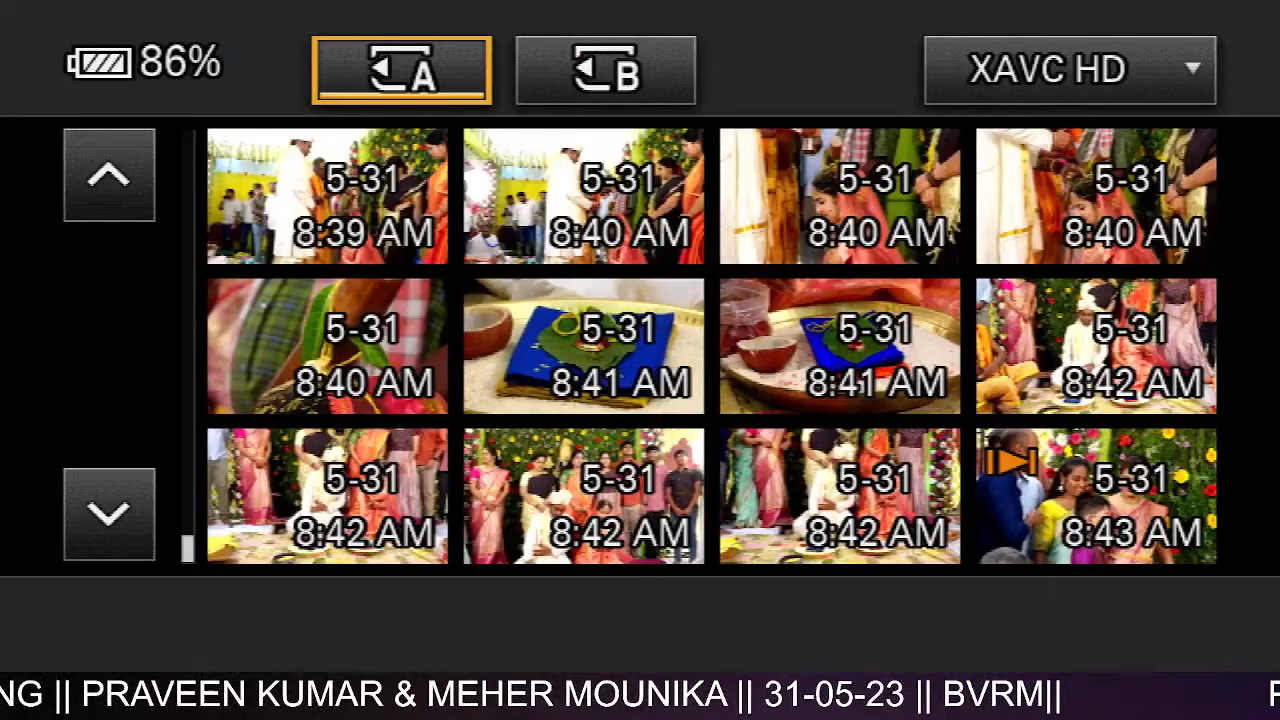 86%
A
B
XAVC HD
5-31 5-31 5-31 5-31
8:39 AM 8:40 AM 8:40 AM 8:40 AM
5-31 5-31 5-31 5-31
8:40 AM 8:41 AM 8:41 AM 8:42 AM
5-31 5-31 5-31 5-31
8:42 AM 8:42 AM 8:42 AM 8:43 AM
NG || PRAVEEN KUMAR & MEHER MOUNIKA || 31-05-23 || BVRM||